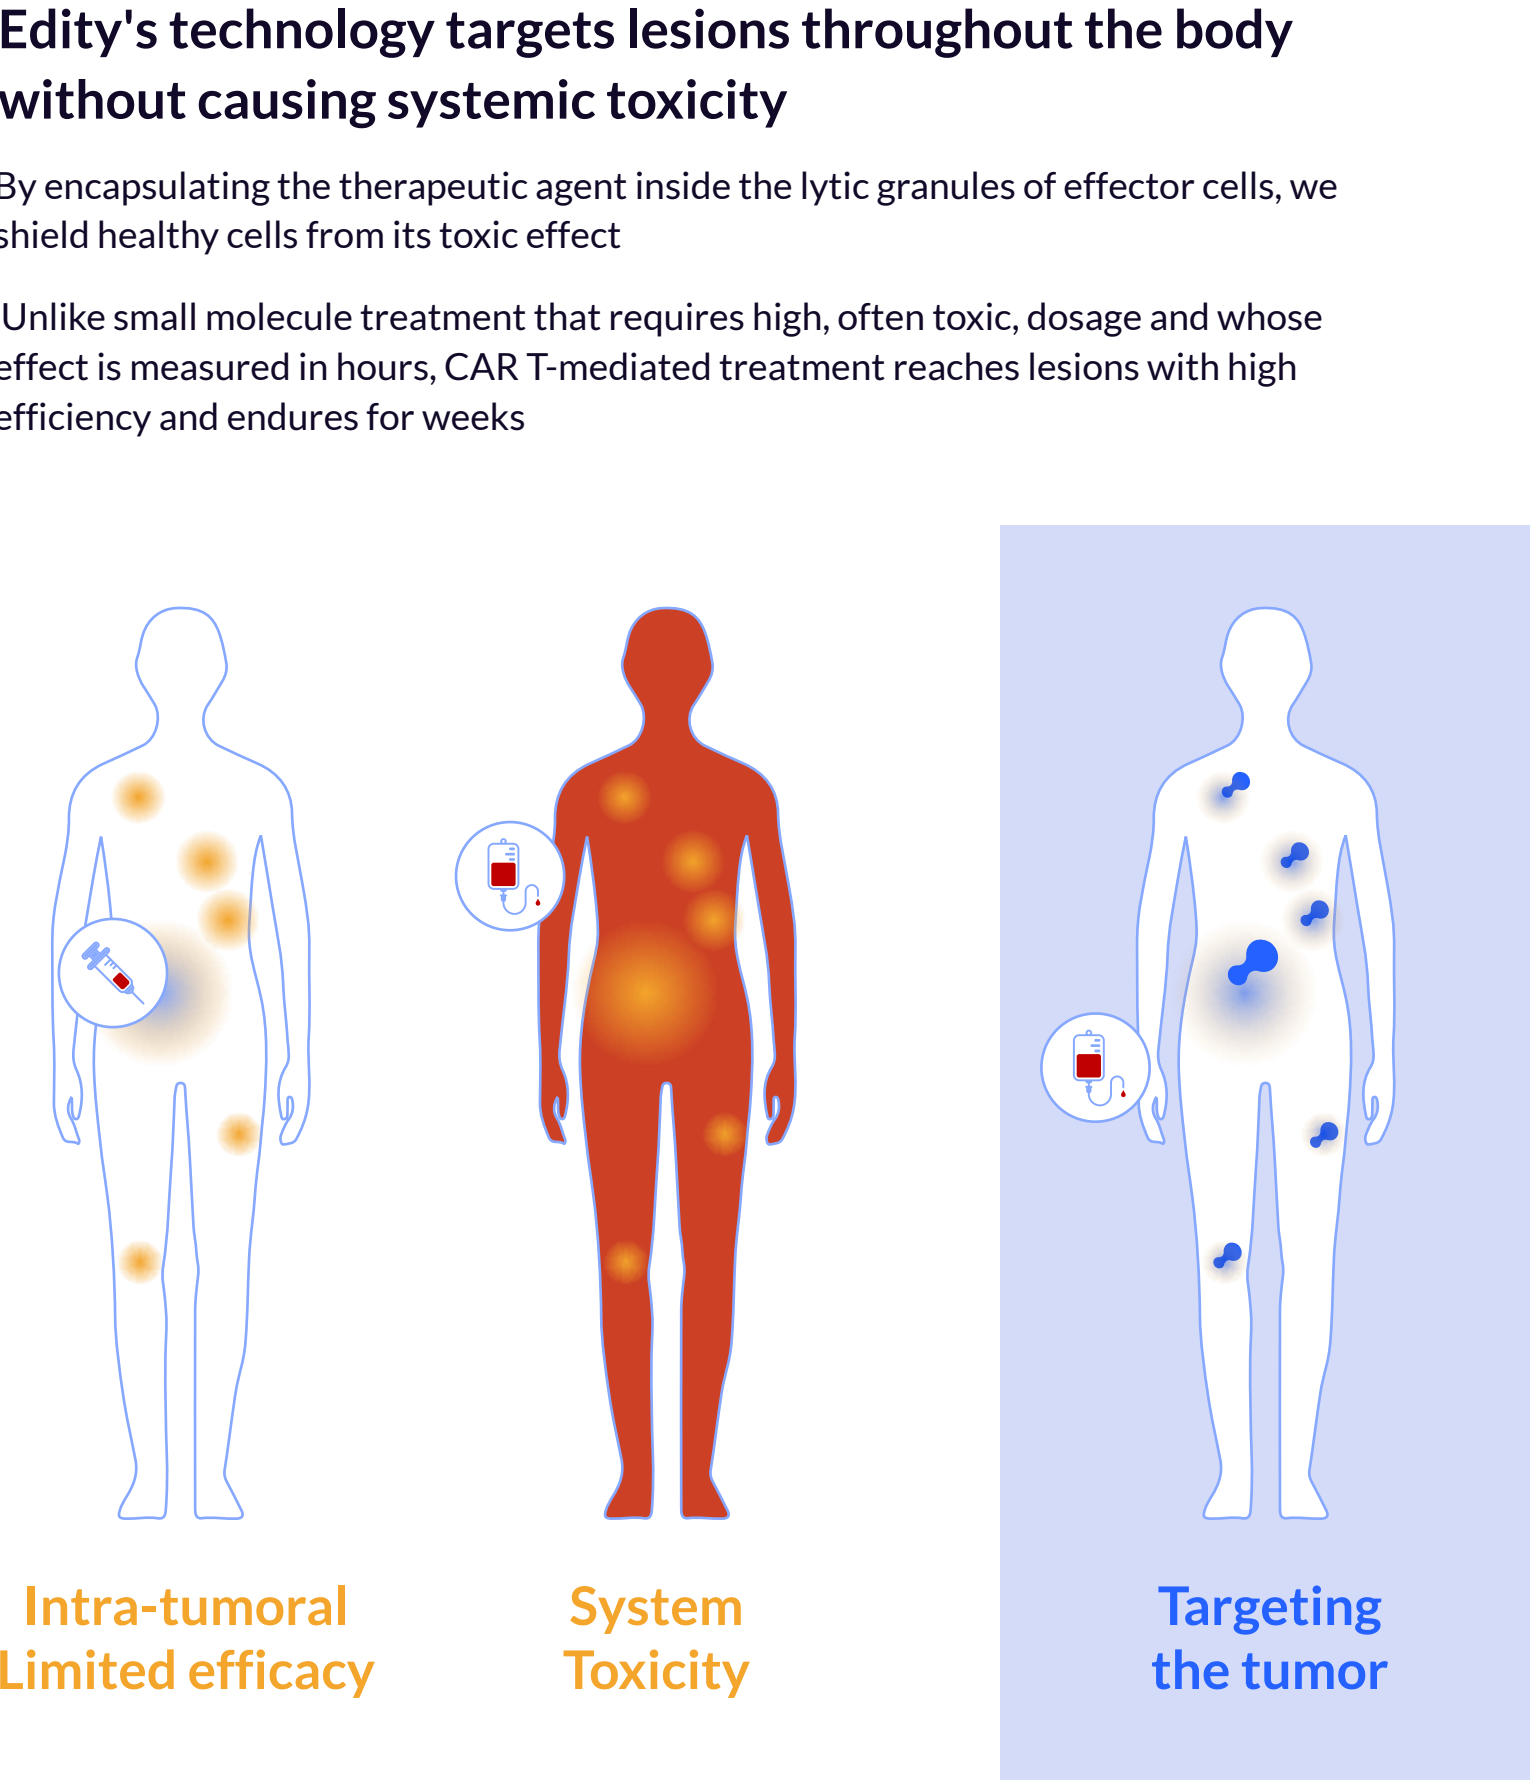 Edity's technology targets lesions throughout the body
without causing systemic toxicity
By encapsulating the therapeutic agent inside the lytic granules of effector cells, we
shield healthy cells from its toxic effect
Unlike small molecule treatment that requires high, often toxic, dosage and whose
effect is measured in hours, CAR T-mediated treatment reaches lesions with high
efficiency and endures for weeks
Intra-tumoral
Limited efficacy
System
Toxicity
Targeting
the tumor